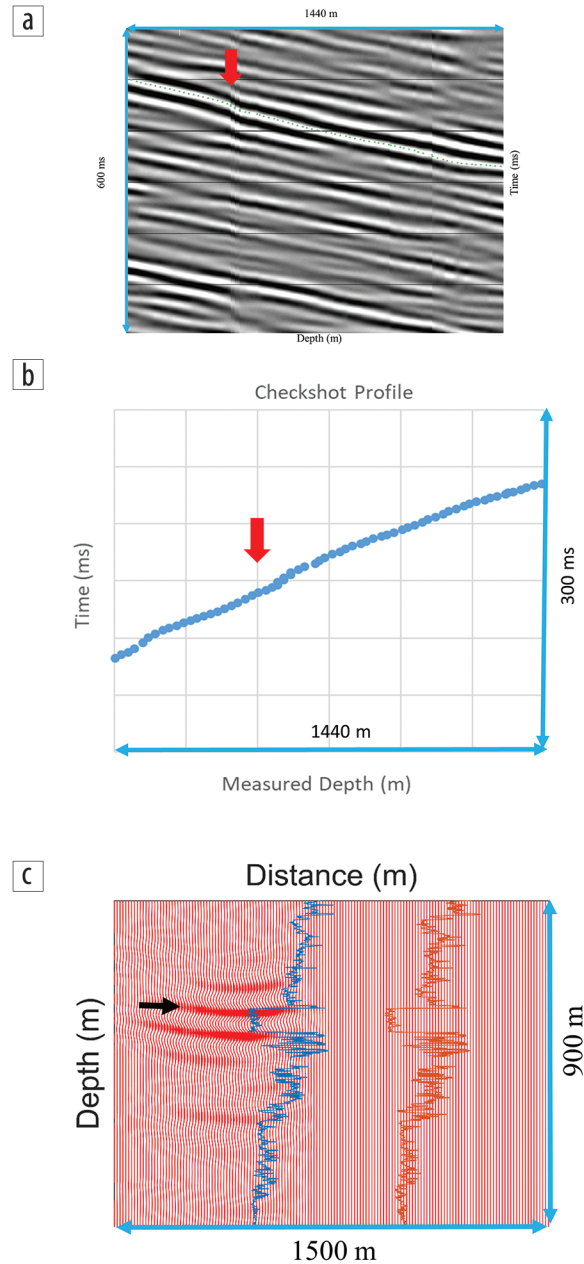 a
1440 m
600 ms
Time (ms)
Depth (m)
b
Checkshot Profile
Time (ms)
300 ms
1440 m
Measured Depth (m)
c
Distance (m)
Depth (m)
900 m
1500 m